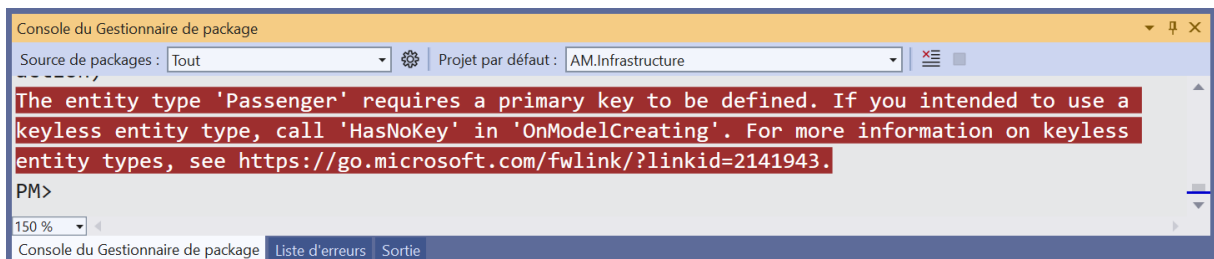 Console du Gestionnaire de package
Source de packages : Tout Projet par défaut : AM.Infrastructure
The entity type 'Passenger' requires a primary key to be defined. If you intended to use a
keyless entity type, call 'HasNoKey' in 'OnModelCreating'. For more information on keyless
entity types, see https://go.microsoft.com/fwlink/?linkid=2141943.
PM>
150 %
Console du Gestionnaire de package Liste d'erreurs Sortie